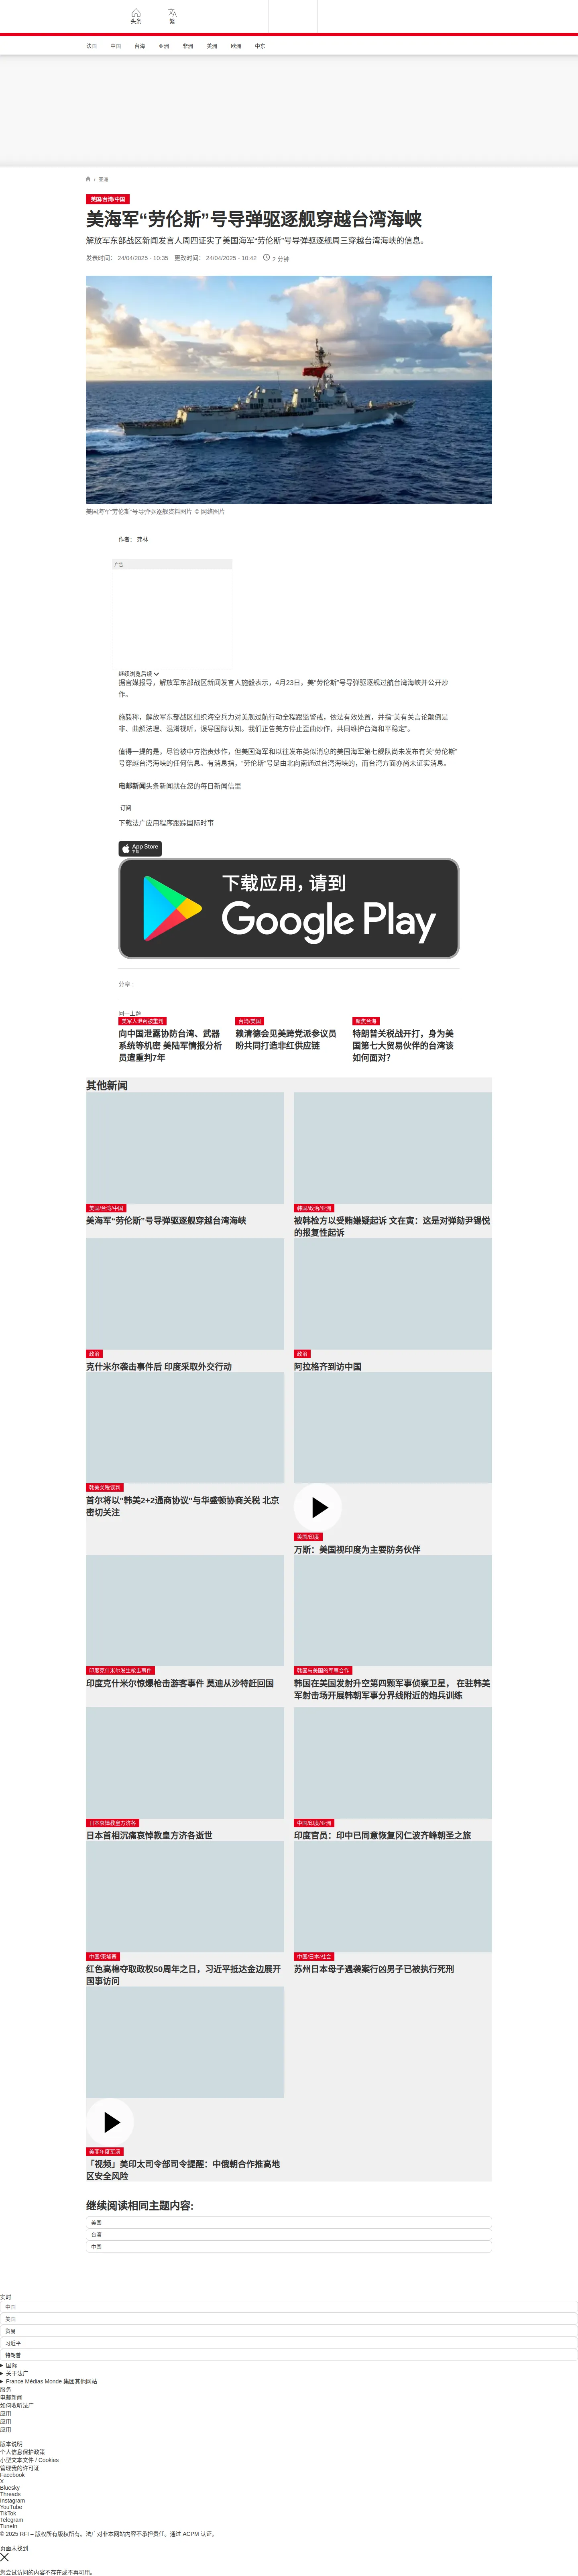 头条
繁
法国
中国
台海
亚洲
非洲
美洲
欧洲
中东
/ 亚洲
美国/台湾/中国
美海军“劳伦斯”号导弹驱逐舰穿越台湾海峡
解放军东部战区新闻发言人周四证实了美国海军“劳伦斯”号导弹驱逐舰周三穿越台湾海峡的信息。
发表时间： 24/04/2025 - 10:35 更改时间： 24/04/2025 - 10:42 2 分钟
美国海军“劳伦斯”号导弹驱逐舰资料图片 © 网络图片
作者： 弗林
广告
继续浏览后续
据官媒报导，解放军东部战区新闻发言人施毅表示，4月23日，美“劳伦斯”号导弹驱逐舰过航台湾海峡并公开炒
作。
施毅称，解放军东部战区组织海空兵力对美舰过航行动全程跟监警戒，依法有效处置，并指“美有关言论颠倒是
非、曲解法理、混淆视听，误导国际认知。我们正告美方停止歪曲炒作，共同维护台海和平稳定”。
值得一提的是，尽管被中方指责炒作，但美国海军和以往发布类似消息的美国海军第七舰队尚未发布有关“劳伦斯”
号穿越台湾海峡的任何信息。有消息指，“劳伦斯”号是由北向南通过台湾海峡的，而台湾方面亦尚未证实消息。
电邮新闻头条新闻就在您的每日新闻信里
订阅
下载法广应用程序跟踪国际时事
App Store
下载
下载应用，请到
Google Play
分享 :
同一主题
美军人泄密被重判
向中国泄露协防台湾、武器
系统等机密 美陆军情报分析
员遭重判7年
台湾/美国
赖清德会见美跨党派参议员
盼共同打造非红供应链
聚焦台海
特朗普关税战开打，身为美
国第七大贸易伙伴的台湾该
如何面对？
其他新闻
美国/台湾/中国
美海军“劳伦斯”号导弹驱逐舰穿越台湾海峡
韩国/政治/亚洲
被韩检方以受贿嫌疑起诉 文在寅：这是对弹劾尹锡悦
的报复性起诉
政治
克什米尔袭击事件后 印度采取外交行动
政治
阿拉格齐到访中国
韩美关税谈判
首尔将以“韩美2+2通商协议”与华盛顿协商关税 北京
密切关注
美国/印度
万斯：美国视印度为主要防务伙伴
印度克什米尔发生枪击事件
印度克什米尔惊爆枪击游客事件 莫迪从沙特赶回国
韩国与美国的军事合作
韩国在美国发射升空第四颗军事侦察卫星， 在驻韩美
军射击场开展韩朝军事分界线附近的炮兵训练
日本哀悼教皇方济各
日本首相沉痛哀悼教皇方济各逝世
中国/印度/亚洲
印度官员：印中已同意恢复冈仁波齐峰朝圣之旅
中国/柬埔寨
红色高棉夺取政权50周年之日，习近平抵达金边展开
国事访问
中国/日本/社会
苏州日本母子遇袭案行凶男子已被执行死刑
美菲年度军演
「视频」美印太司令部司令提醒：中俄朝合作推高地
区安全风险
继续阅读相同主题内容:
美国
台湾
中国
实时
中国
美国
贸易
习近平
特朗普
国际
关于法广
France Médias Monde 集团其他网站
服务
电邮新闻
如何收听法广
应用
应用
应用
版本说明
个人信息保护政策
小型文本文件 / Cookies
管理我的许可证
Facebook
X
Bluesky
Threads
Instagram
YouTube
TikTok
Telegram
TuneIn
© 2025 RFI – 版权所有版权所有。法广对非本网站内容不承担责任。通过 ACPM 认证。
页面未找到
您尝试访问的内容不存在或不再可用。